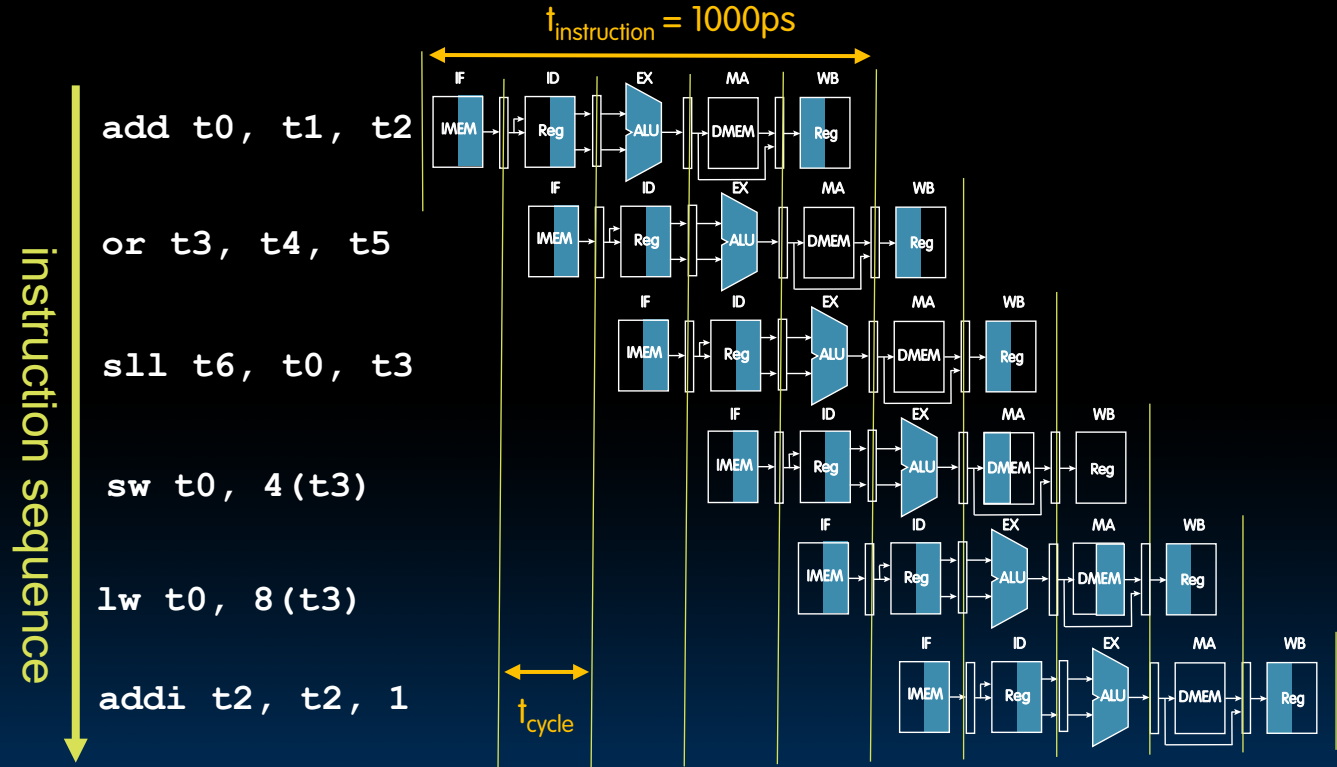 t_instruction = 1000ps
instruction sequence
IF ID EX MA WB
add t0, t1, t2
IMEM Reg ALU DMEM Reg
IF ID EX MA WB
or t3, t4, t5
IMEM Reg ALU DMEM Reg
IF ID EX MA WB
sll t6, t0, t3
IMEM Reg ALU DMEM Reg
IF ID EX MA WB
sw t0, 4(t3)
IMEM Reg ALU DMEM Reg
IF ID EX MA WB
lw t0, 8(t3)
IMEM Reg ALU DMEM Reg
IF ID EX MA WB
addi t2, t2, 1
IMEM Reg ALU DMEM Reg
t_cycle